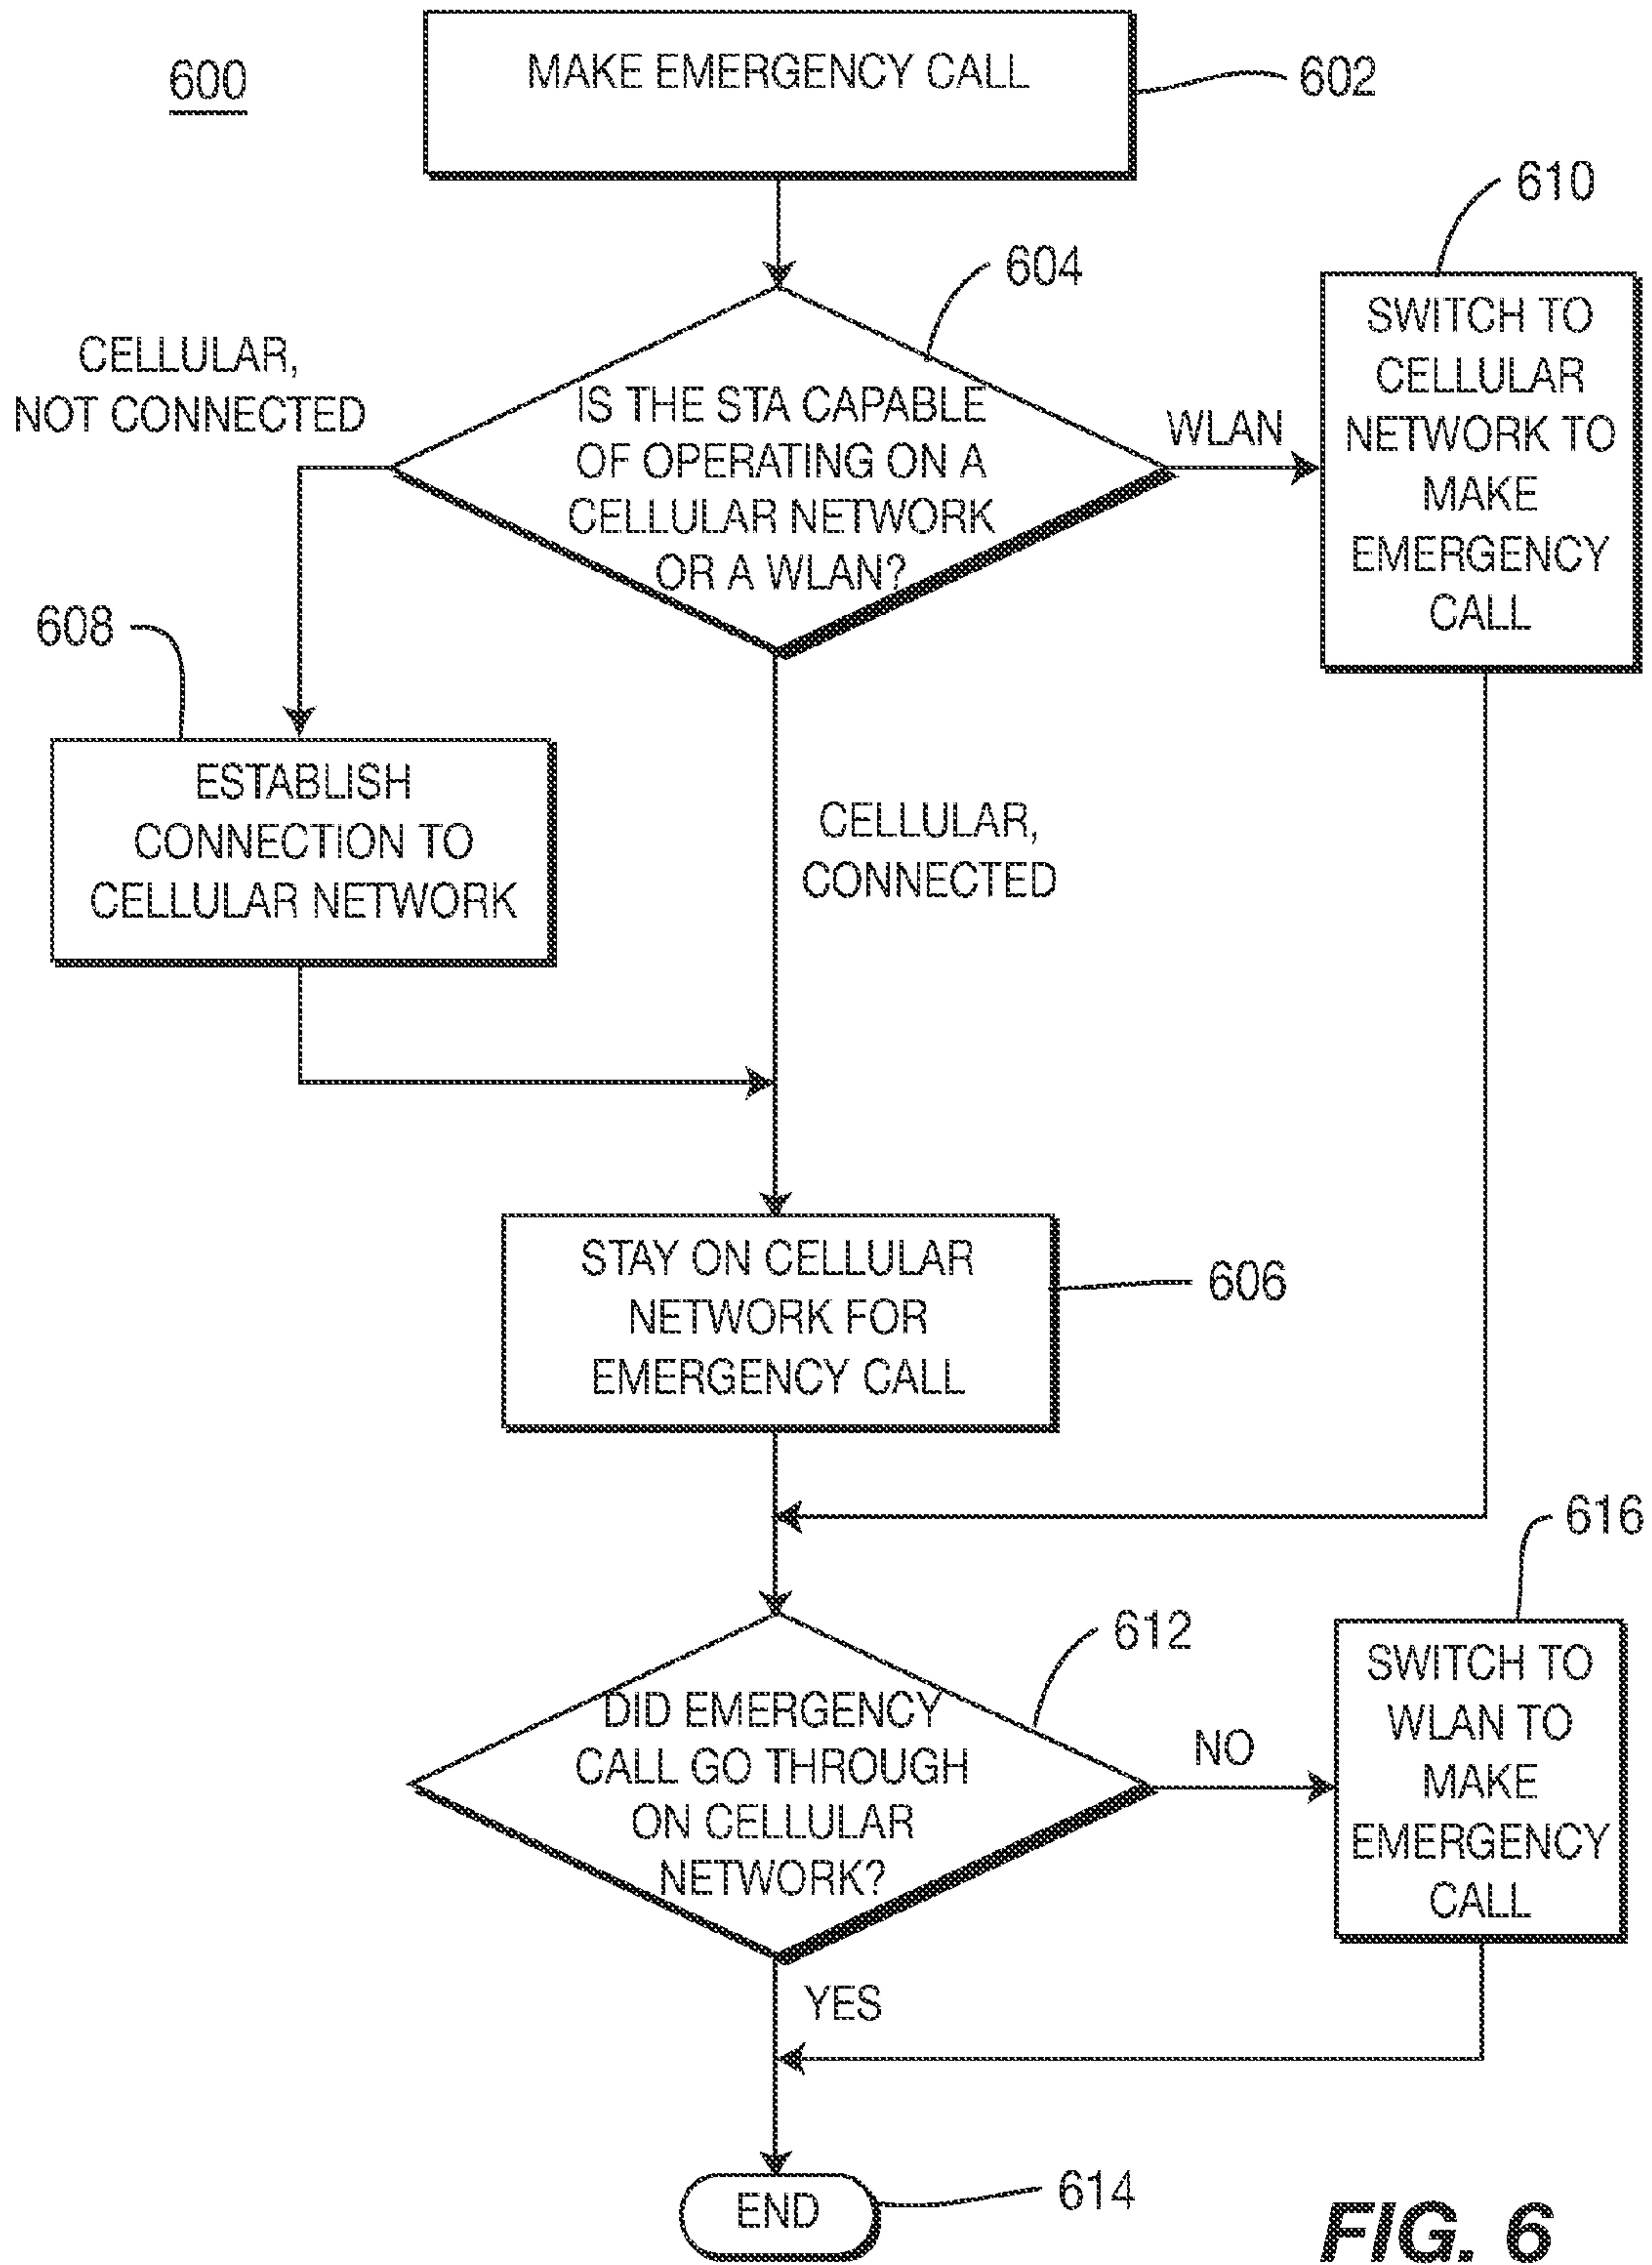 600
MAKE EMERGENCY CALL
602
610
604
SWITCH TO
CELLULAR
NETWORK TO
MAKE
EMERGENCY
CALL
CELLULAR,
NOT CONNECTED
IS THE STA CAPABLE
OF OPERATING ON A
CELLULAR NETWORK
OR A WLAN?
WLAN
608
ESTABLISH
CONNECTION TO
CELLULAR NETWORK
CELLULAR,
CONNECTED
STAY ON CELLULAR
NETWORK FOR
EMERGENCY CALL
606
616
612
DID EMERGENCY
CALL GO THROUGH
ON CELLULAR
NETWORK?
NO
SWITCH TO
WLAN TO
MAKE
EMERGENCY
CALL
YES
END
614
FIG. 6